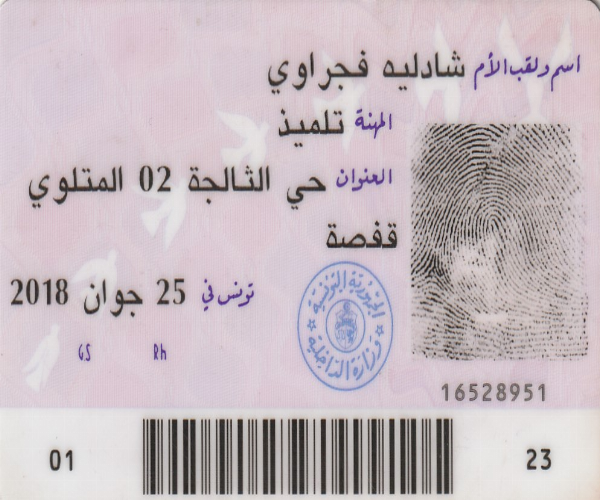 اسم ولقب الأم شادليه فجراوي
المهنة تلميذ
العنوان حي الثالجة 02 المتلوي
قفصة
تونس في 25 جوان 2018
GS Rh
الجمهورية التونسية
وزارة الداخلية
16528951
01 23